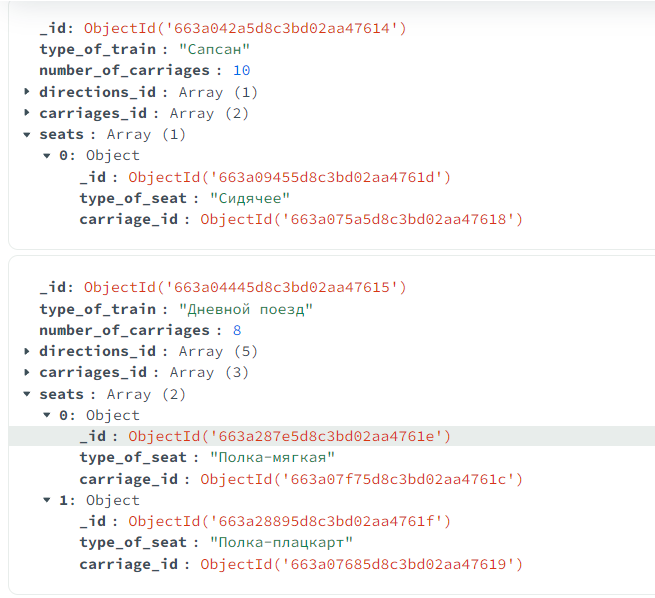 _id: ObjectId('663a042a5d8c3bd02aa47614')
type_of_train : "Сапсан"
number_of_carriages : 10
directions_id : Array (1)
carriages_id : Array (2)
seats : Array (1)
0: Object
_id : ObjectId('663a09455d8c3bd02aa4761d')
type_of_seat : "Сидячее"
carriage_id : ObjectId('663a075a5d8c3bd02aa47618')
_id: ObjectId('663a04445d8c3bd02aa47615')
type_of_train : "Дневной поезд"
number_of_carriages : 8
directions_id : Array (5)
carriages_id : Array (3)
seats : Array (2)
0: Object
_id : ObjectId('663a287e5d8c3bd02aa4761e')
type_of_seat : "Полка-мягкая"
carriage_id : ObjectId('663a07f75d8c3bd02aa4761c')
1: Object
_id : ObjectId('663a28895d8c3bd02aa4761f')
type_of_seat : "Полка-плацкарт"
carriage_id : ObjectId('663a07685d8c3bd02aa47619')